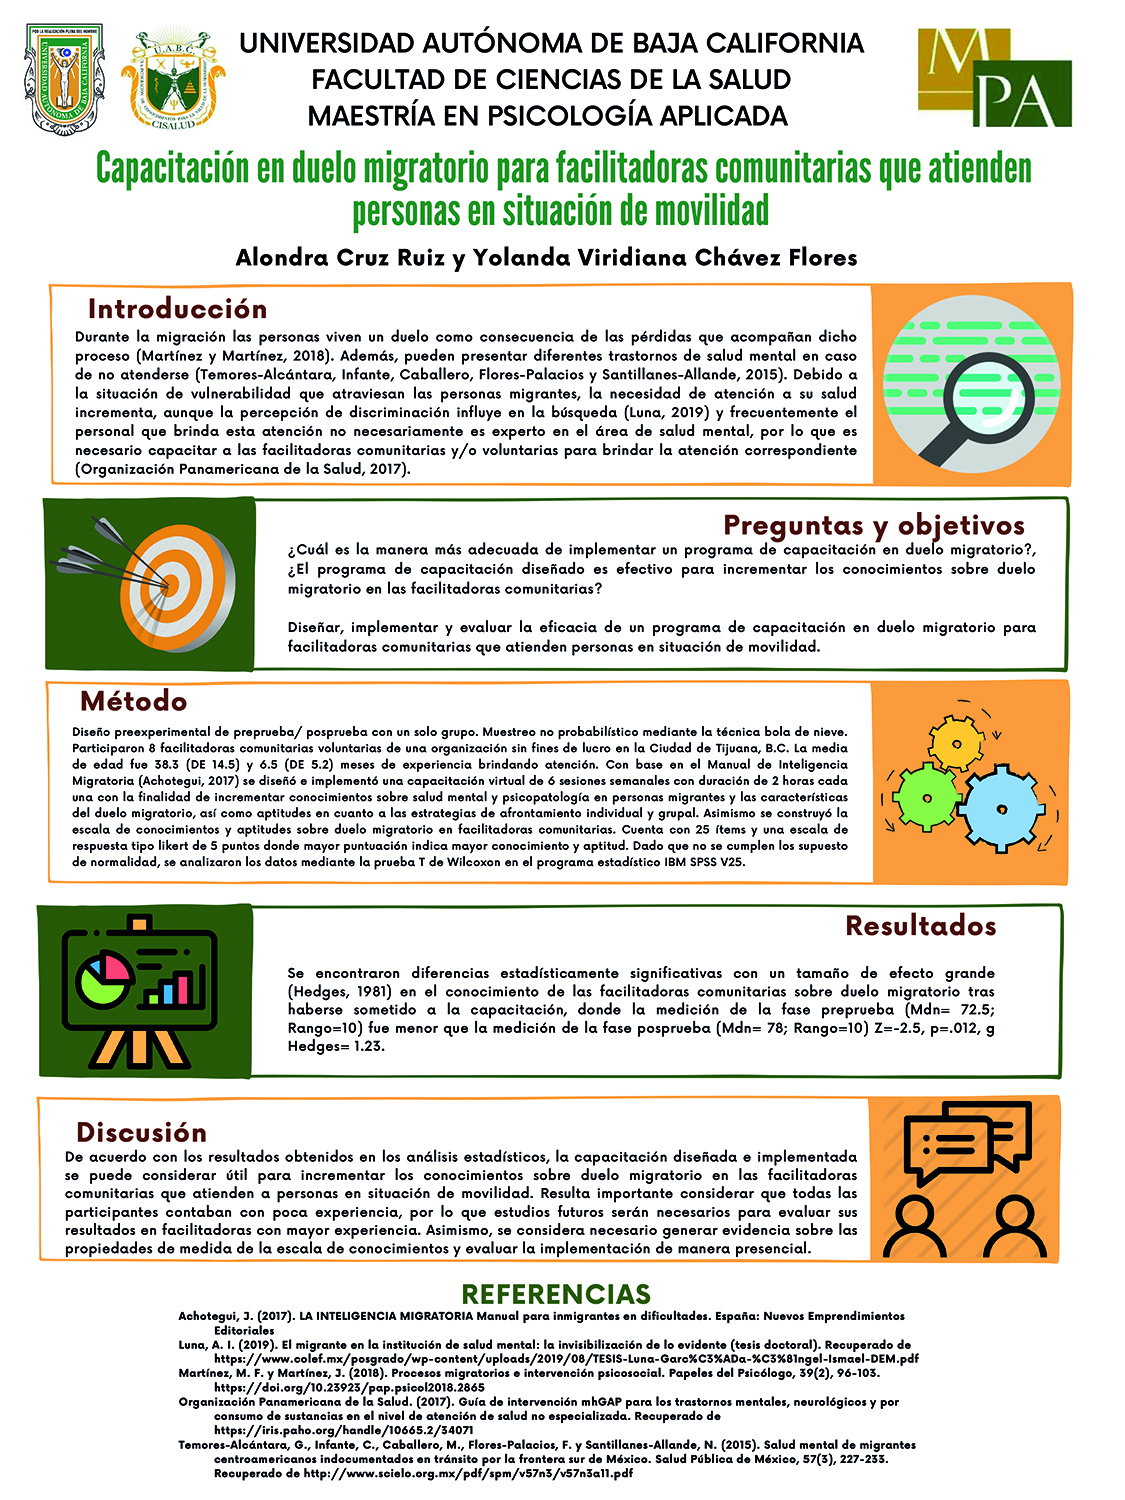 POR LA REALIZACIÓN PLENA DEL HOMBRE
UNIVERSIDAD AUTÓNOMA DE BAJA CALIFORNIA
U.A.B.C.
CISALUD
UNIVERSIDAD AUTÓNOMA DE BAJA CALIFORNIA
FACULTAD DE CIENCIAS DE LA SALUD
MAESTRÍA EN PSICOLOGÍA APLICADA
M
PA
Capacitación en duelo migratorio para facilitadoras comunitarias que atienden
personas en situación de movilidad
Alondra Cruz Ruiz y Yolanda Viridiana Chávez Flores
Introducción
Durante la migración las personas viven un duelo como consecuencia de las pérdidas que acompañan dicho
proceso (Martínez y Martínez, 2018). Además, pueden presentar diferentes trastornos de salud mental en caso
de no atenderse (Temores-Alcántara, Infante, Caballero, Flores-Palacios y Santillanes-Allande, 2015). Debido a
la situación de vulnerabilidad que atraviesan las personas migrantes, la necesidad de atención a su salud
incrementa, aunque la percepción de discriminación influye en la búsqueda (Luna, 2019) y frecuentemente el
personal que brinda esta atención no necesariamente es experto en el área de salud mental, por lo que es
necesario capacitar a las facilitadoras comunitarias y/o voluntarias para brindar la atención correspondiente
(Organización Panamericana de la Salud, 2017).
Preguntas y objetivos
¿Cuál es la manera más adecuada de implementar un programa de capacitación en duelo migratorio?,
¿El programa de capacitación diseñado es efectivo para incrementar los conocimientos sobre duelo
migratorio en las facilitadoras comunitarias?
Diseñar, implementar y evaluar la eficacia de un programa de capacitación en duelo migratorio para
facilitadoras comunitarias que atienden personas en situación de movilidad.
Método
Diseño preexperimental de preprueba/ posprueba con un solo grupo. Muestreo no probabilístico mediante la técnica bola de nieve.
Participaron 8 facilitadoras comunitarias voluntarias de una organización sin fines de lucro en la Ciudad de Tijuana, B.C. La media
de edad fue 38.3 (DE 14.5) y 6.5 (DE 5.2) meses de experiencia brindando atención. Con base en el Manual de Inteligencia
Migratoria (Achotegui, 2017) se diseñó e implementó una capacitación virtual de 6 sesiones semanales con duración de 2 horas cada
una con la finalidad de incrementar conocimientos sobre salud mental y psicopatología en personas migrantes y las características
del duelo migratorio, así como aptitudes en cuanto a las estrategias de afrontamiento individual y grupal. Asimismo se construyó la
escala de conocimientos y aptitudes sobre duelo migratorio en facilitadoras comunitarias. Cuenta con 25 ítems y una escala de
respuesta tipo likert de 5 puntos donde mayor puntuación indica mayor conocimiento y aptitud. Dado que no se cumplen los supuesto
de normalidad, se analizaron los datos mediante la prueba T de Wilcoxon en el programa estadístico IBM SPSS V25.
Resultados
Se encontraron diferencias estadísticamente significativas con un tamaño de efecto grande
(Hedges, 1981) en el conocimiento de las facilitadoras comunitarias sobre duelo migratorio tras
haberse sometido a la capacitación, donde la medición de la fase preprueba (Mdn= 72.5;
Rango=10) fue menor que la medición de la fase posprueba (Mdn= 78; Rango=10) Z=-2.5, p=.012, g
Hedges= 1.23.
Discusión
De acuerdo con los resultados obtenidos en los análisis estadísticos, la capacitación diseñada e implementada
se puede considerar útil para incrementar los conocimientos sobre duelo migratorio en las facilitadoras
comunitarias que atienden a personas en situación de movilidad. Resulta importante considerar que todas las
participantes contaban con poca experiencia, por lo que estudios futuros serán necesarios para evaluar sus
resultados en facilitadoras con mayor experiencia. Asimismo, se considera necesario generar evidencia sobre las
propiedades de medida de la escala de conocimientos y evaluar la implementación de manera presencial.
REFERENCIAS
Achotegui, J. (2017). LA INTELIGENCIA MIGRATORIA Manual para inmigrantes en dificultades. España: Nuevos Emprendimientos
Editoriales
Luna, A. I. (2019). El migrante en la institución de salud mental: la invisibilización de lo evidente (tesis doctoral). Recuperado de
https://www.colef.mx/posgrado/wp-content/uploads/2019/08/TESIS-Luna-Garc%C3%ADa-%C3%81ngel-Ismael-DEM.pdf
Martínez, M. F. y Martínez, J. (2018). Procesos migratorios e intervención psicosocial. Papeles del Psicólogo, 39(2), 96-103.
https://doi.org/10.23923/pap.psicol2018.2865
Organización Panamericana de la Salud. (2017). Guía de intervención mhGAP para los trastornos mentales, neurológicos y por
consumo de sustancias en el nivel de atención de salud no especializada. Recuperado de
https://iris.paho.org/handle/10665.2/34071
Temores-Alcántara, G., Infante, C., Caballero, M., Flores-Palacios, F. y Santillanes-Allande, N. (2015). Salud mental de migrantes
centroamericanos indocumentados en tránsito por la frontera sur de México. Salud Pública de México, 57(3), 227-233.
Recuperado de http://www.scielo.org.mx/pdf/spm/v57n3/v57n3a11.pdf